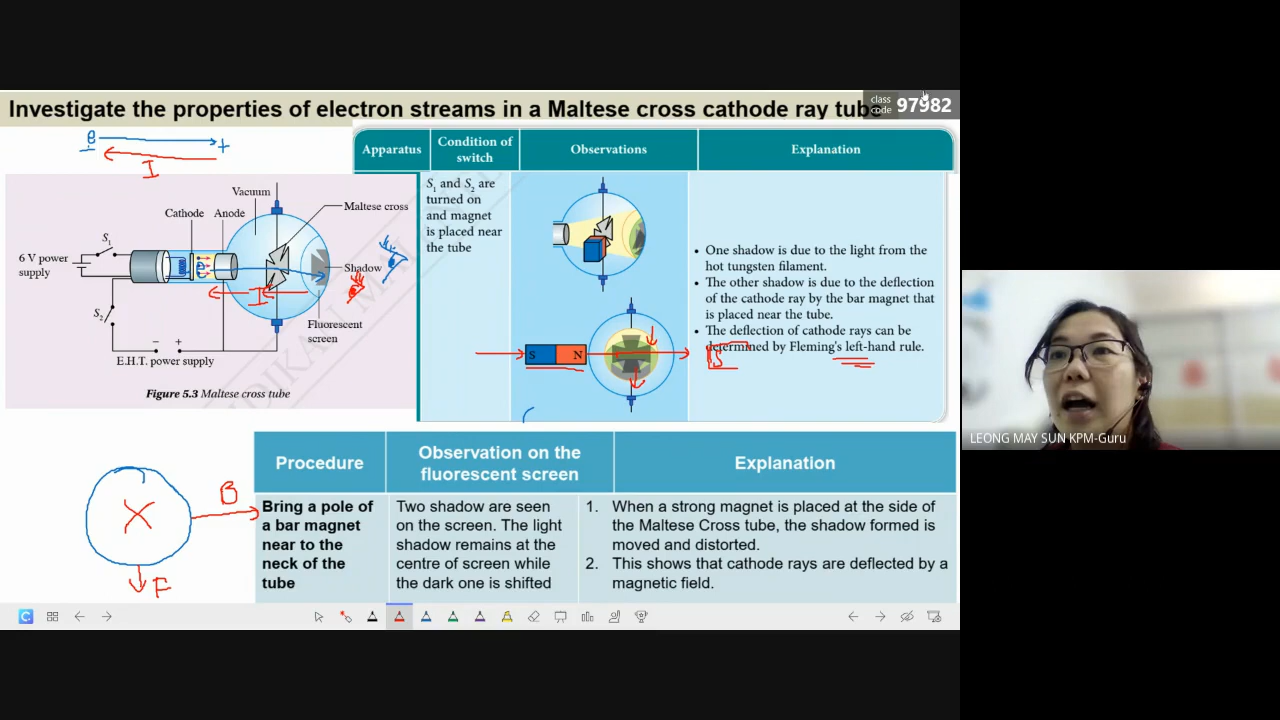 Investigate the properties of electron streams in a Maltese cross cathode ray tube
class
code
97982
e
+
I
Vacuum
Cathode
Anode
Maltese cross
S1
6 V power
supply
Shadow
I
S2
Fluorescent
screen
E.H.T. power supply
Figure 5.3 Maltese cross tube
Apparatus
Condition of
switch
Observations
Explanation
S1 and S2 are
turned on
and magnet
is placed near
the tube
S
N
• One shadow is due to the light from the
hot tungsten filament.
• The other shadow is due to the deflection
of the cathode ray by the bar magnet that
is placed near the tube.
• The deflection of cathode rays can be
determined by Fleming's left-hand rule.
S
B
X
F
Procedure
Observation on the
fluorescent screen
Explanation
Bring a pole of
a bar magnet
near to the
neck of the
tube
Two shadow are seen
on the screen. The light
shadow remains at the
centre of screen while
the dark one is shifted
1. When a strong magnet is placed at the side of
the Maltese Cross tube, the shadow formed is
moved and distorted.
2. This shows that cathode rays are deflected by a
magnetic field.
LEONG MAY SUN KPM-Guru